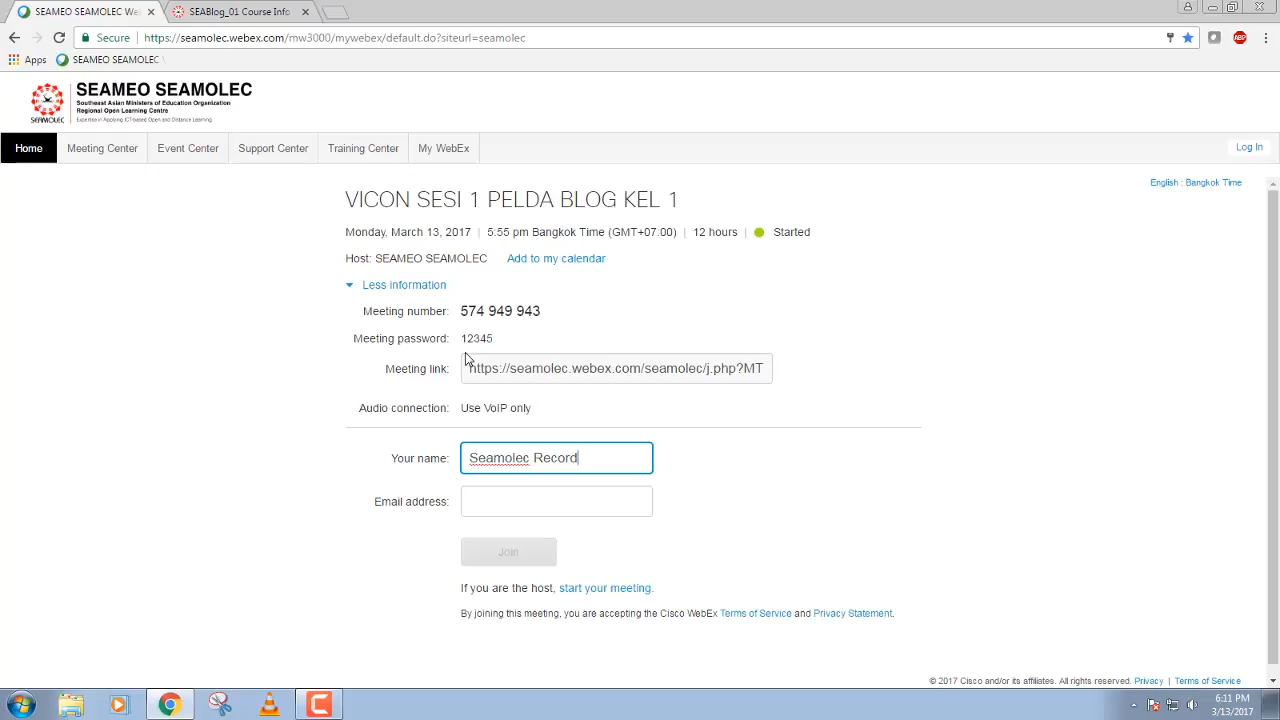 SEAMEO SEAMOLEC We
SEABlog_01 Course Info
Secure
https://seamolec.webex.com/mw3000/mywebex/default.do?siteurl=seamolec
ABP
Apps
SEAMEO SEAMOLEC \
SEAMOLEC
SEAMEO SEAMOLEC
Southeast Asian Ministers of Education Organization
Regional Open Learning Centre
Expertise in Applying ICT-based Open and Distance Learning
Home
Meeting Center
Event Center
Support Center
Training Center
My WebEx
Log In
English : Bangkok Time
VICON SESI 1 PELDA BLOG KEL 1
Monday, March 13, 2017 | 5:55 pm Bangkok Time (GMT+07:00) | 12 hours | Started
Host: SEAMEO SEAMOLEC Add to my calendar
Less information
Meeting number: 574 949 943
Meeting password: 12345
Meeting link: https://seamolec.webex.com/seamolec/j.php?MT
Audio connection: Use VoIP only
Your name: Seamolec Record
Email address:
Join
If you are the host, start your meeting.
By joining this meeting, you are accepting the Cisco WebEx Terms of Service and Privacy Statement.
© 2017 Cisco and/or its affiliates. All rights reserved. Privacy | Terms of Service
6:11 PM
3/13/2017